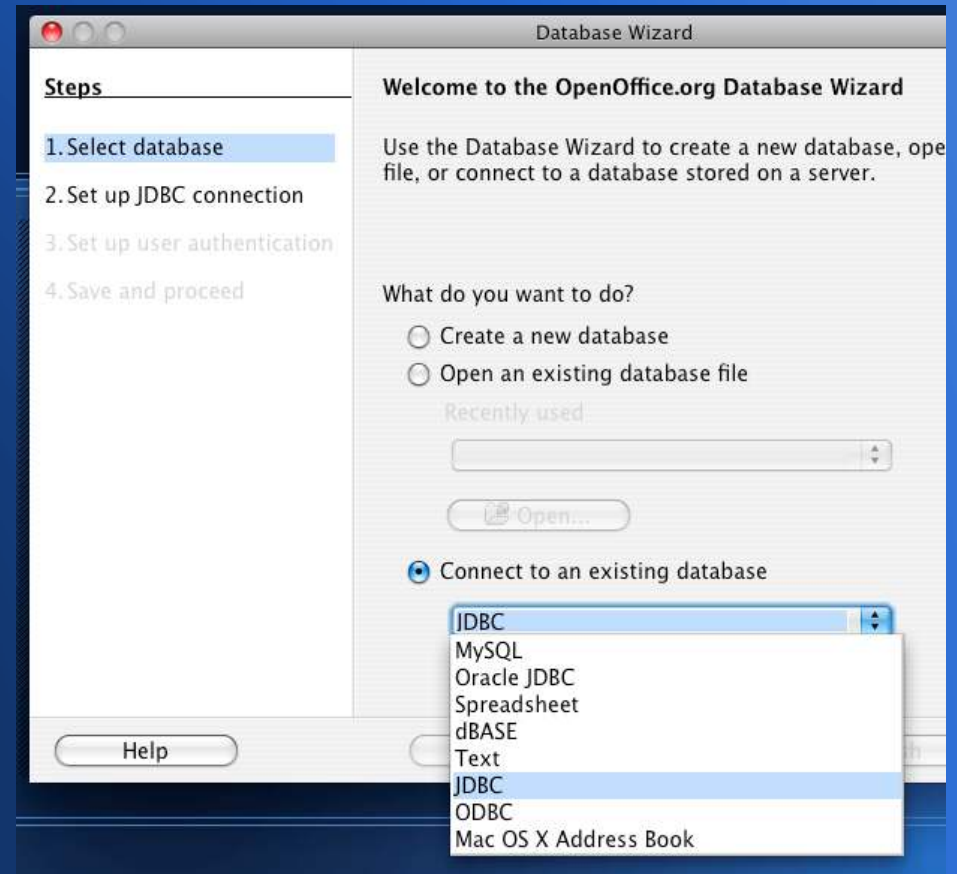 Database Wizard
Steps
1. Select database
2. Set up JDBC connection
3. Set up user authentication
4. Save and proceed
Welcome to the OpenOffice.org Database Wizard
Use the Database Wizard to create a new database, ope
file, or connect to a database stored on a server.
What do you want to do?
Create a new database
Open an existing database file
Recently used
Open...
Connect to an existing database
JDBC
MySQL
Oracle JDBC
Spreadsheet
dBASE
Text
JDBC
ODBC
Mac OS X Address Book
Help